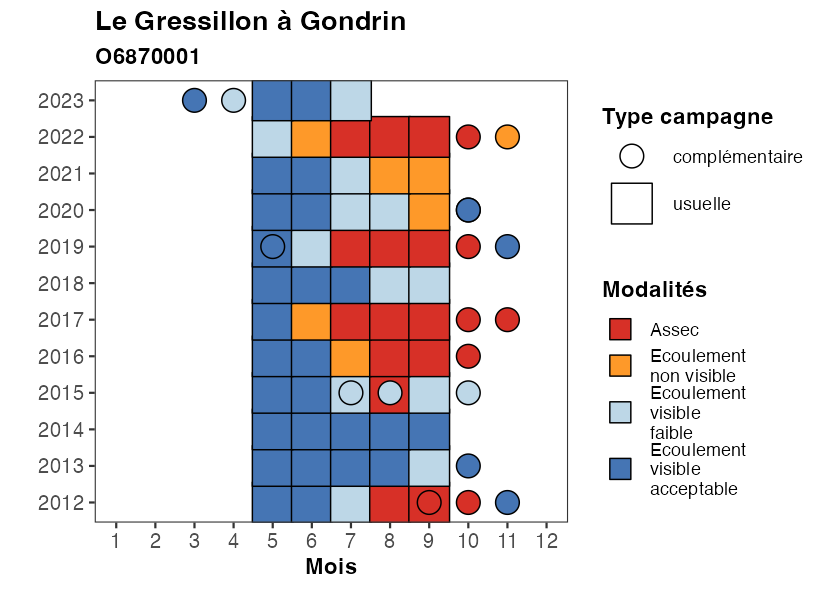 Le Gressillon à Gondrin
O6870001
2023
2022
2021
2020
2019
2018
2017
2016
2015
2014
2013
2012
1 2 3 4 5 6 7 8 9 10 11 12
Mois
Type campagne
complémentaire
usuelle
Modalités
Assec
Ecoulement
non visible
Ecoulement
visible
faible
Ecoulement
visible
acceptable